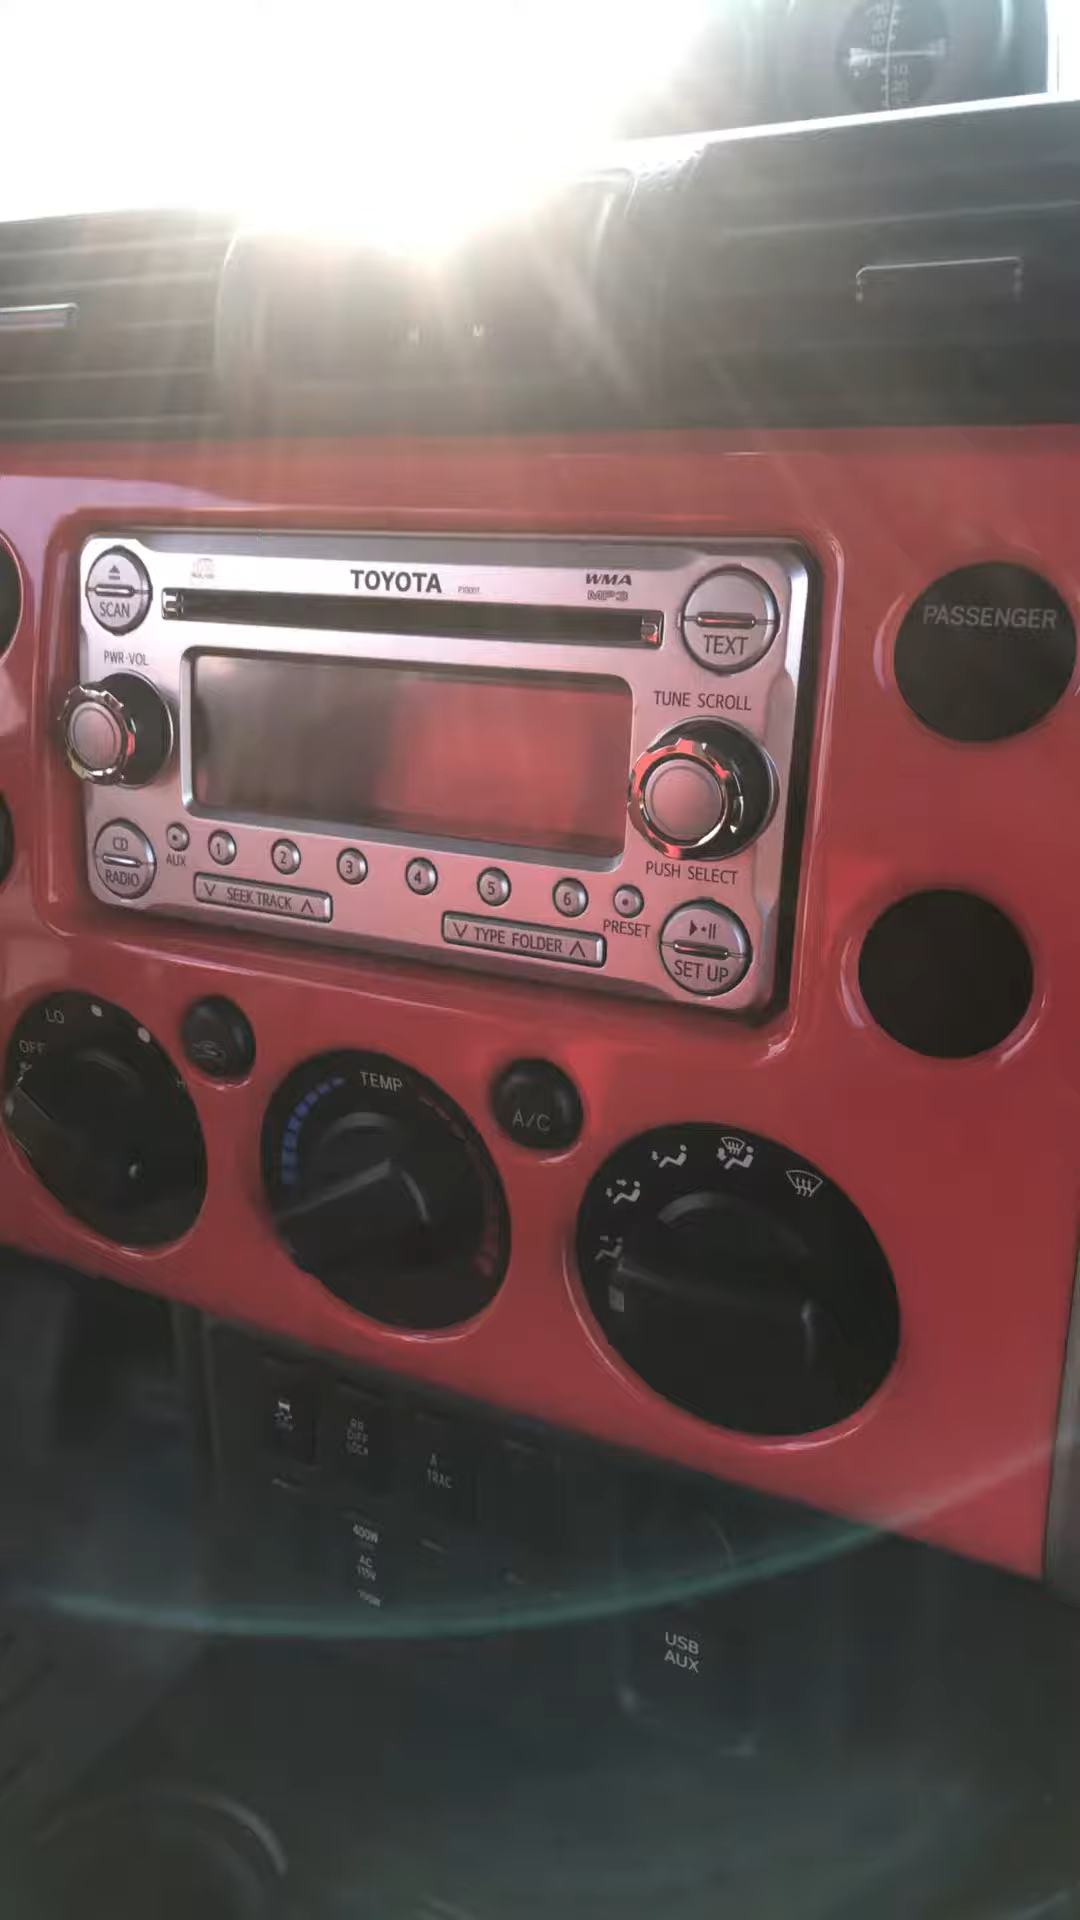 SCAN
TOYOTA
WMA
MP3
TEXT
PASSENGER
PWR·VOL
TUNE SCROLL
CD
RADIO
AUX
1
2
3
4
5
6
PRESET
PUSH SELECT
SEEK TRACK
TYPE FOLDER
SET UP
LO
OFF
H
TEMP
A/C
OFF
RR
DIFF
LOCK
A
TRAC
400W
AC
115V
100W
USB
AUX